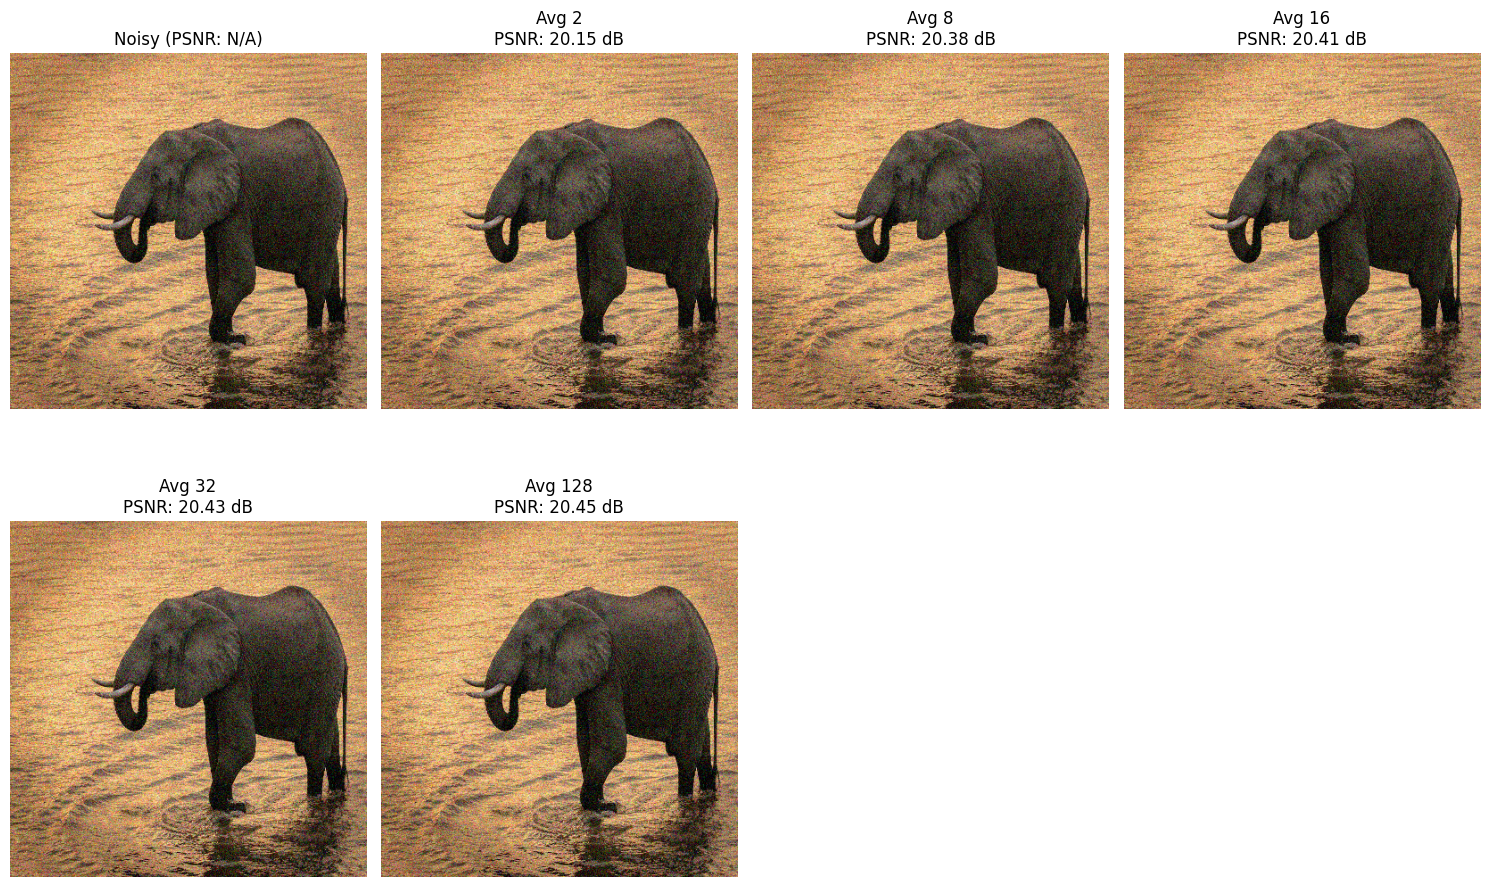 Noisy (PSNR: N/A)
Avg 2
PSNR: 20.15 dB
Avg 8
PSNR: 20.38 dB
Avg 16
PSNR: 20.41 dB
Avg 32
PSNR: 20.43 dB
Avg 128
PSNR: 20.45 dB